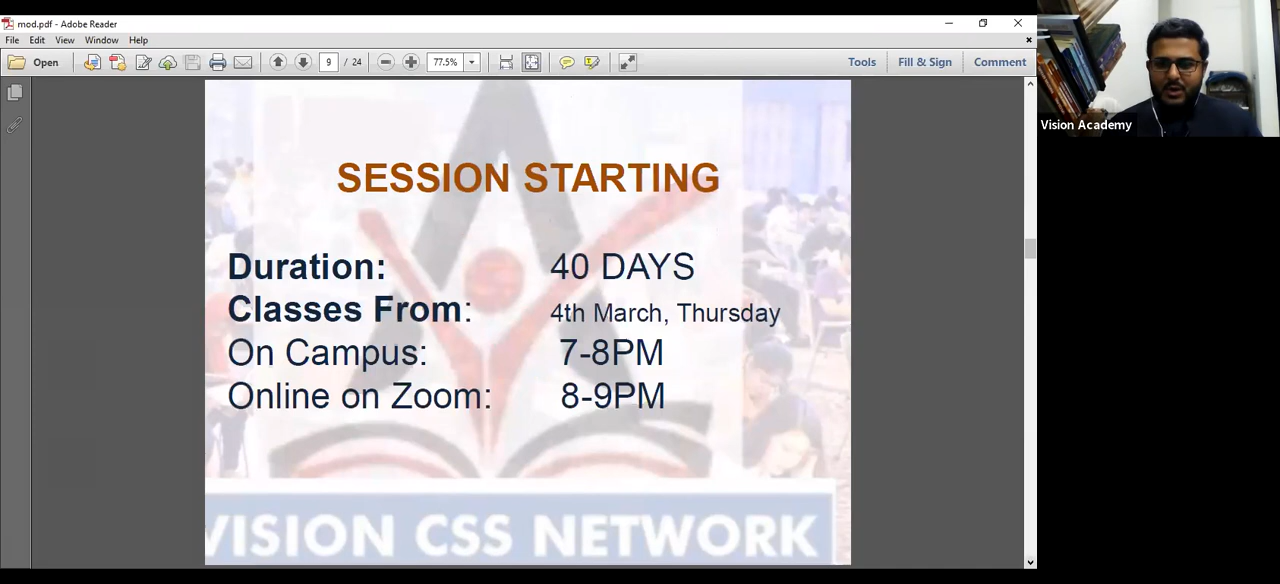 mod.pdf - Adobe Reader
File Edit View Window Help
Open 9 / 24 77.5% Tools Fill & Sign Comment
Vision Academy
SESSION STARTING
Duration: 40 DAYS
Classes From: 4th March, Thursday
On Campus: 7-8PM
Online on Zoom: 8-9PM
VISION CSS NETWORK